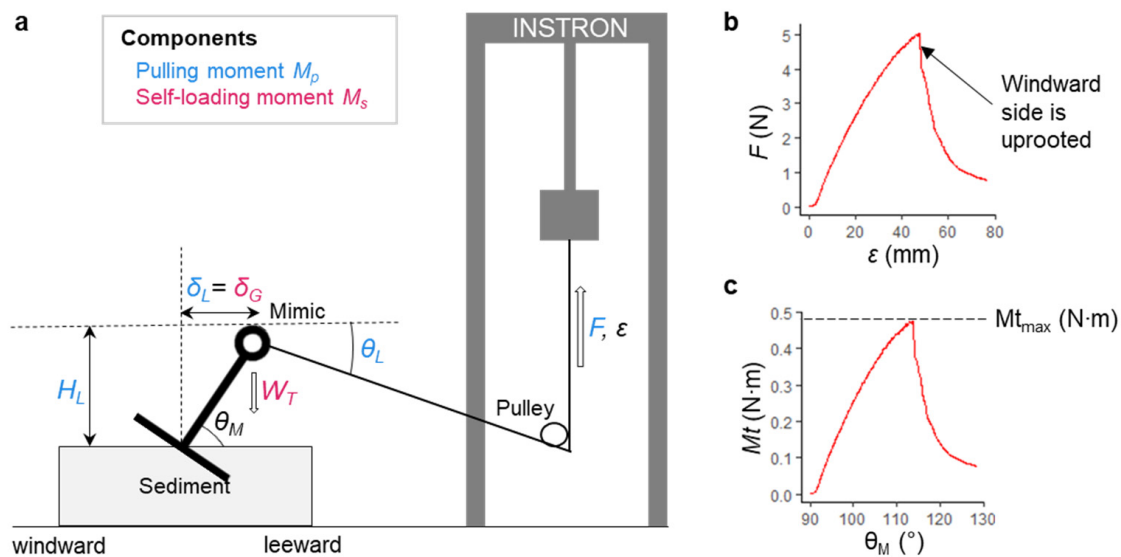 a
Components
Pulling moment Mp
Self-loading moment Ms
INSTRON
δL = δG
Mimic
θL
HL
WT
θM
F, ε
Pulley
Sediment
windward
leeward
b
5
4
3
2
1
0
F (N)
0 20 40 60 80
ε (mm)
Windward
side is
uprooted
c
0.5
0.4
0.3
0.2
0.1
0.0
Mt (N·m)
Mtmax (N·m)
90 100 110 120 130
θM (°)